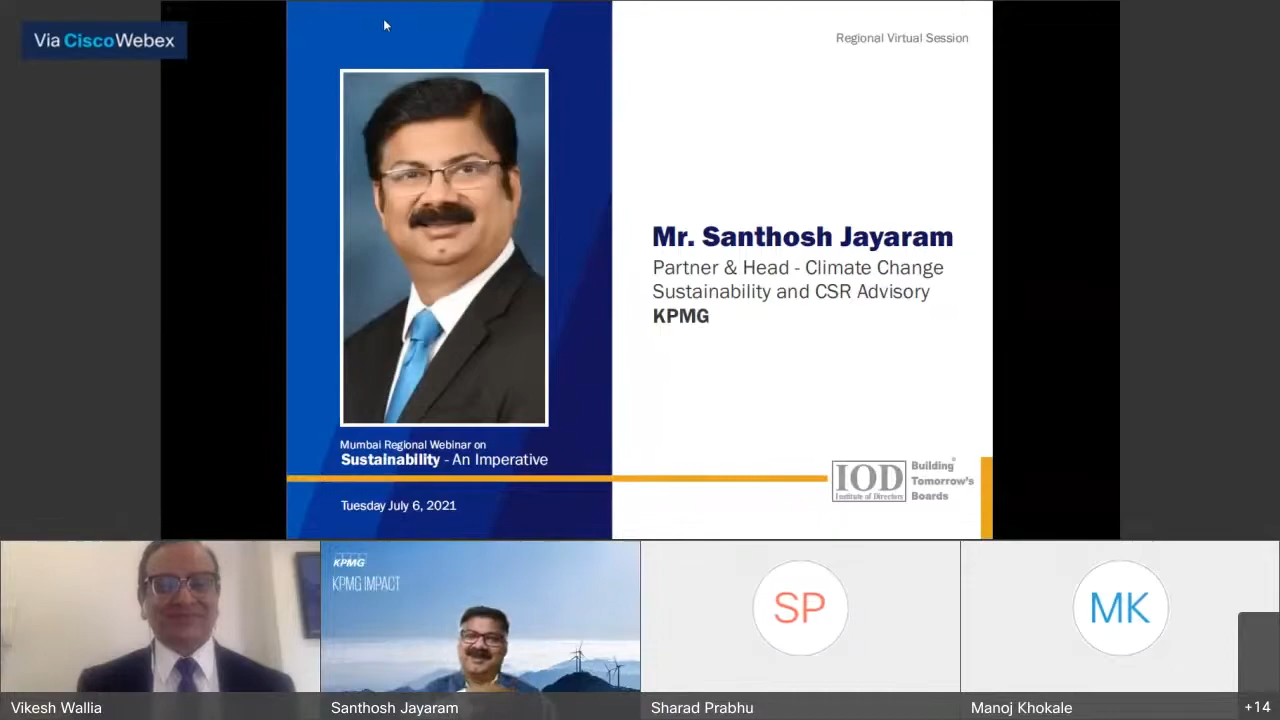 Via Cisco Webex
Regional Virtual Session
Mr. Santhosh Jayaram
Partner & Head - Climate Change
Sustainability and CSR Advisory
KPMG
Mumbai Regional Webinar on
Sustainability - An Imperative
Tuesday July 6, 2021
IOD
Institute of Directors
Building
Tomorrow's
Boards
KPMG
KPMG IMPACT
SP
MK
Vikesh Wallia
Santhosh Jayaram
Sharad Prabhu
Manoj Khokale
+14